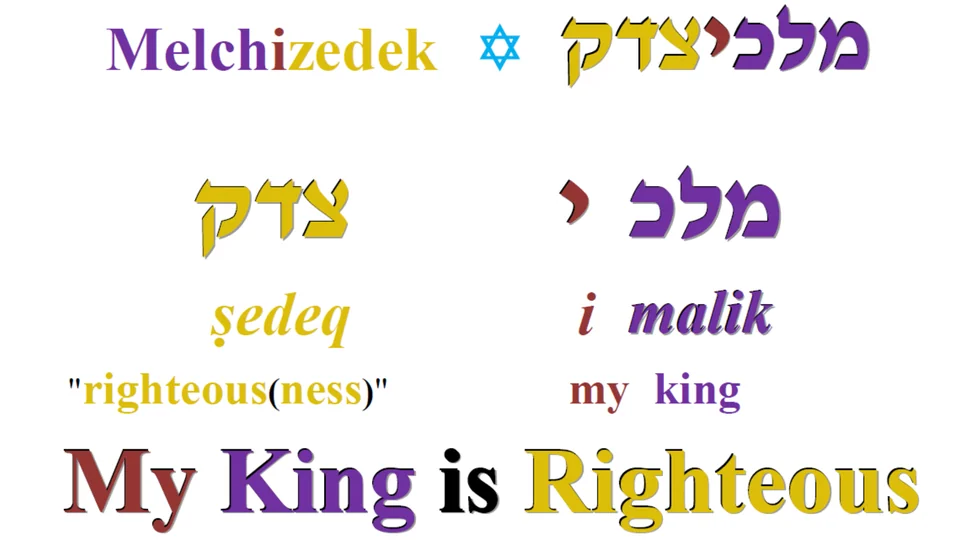 Melchizedek ✡ מלכיצדק
צדק מלכ י
ṣedeq i malik
"righteous(ness)" my king
My King is Righteous